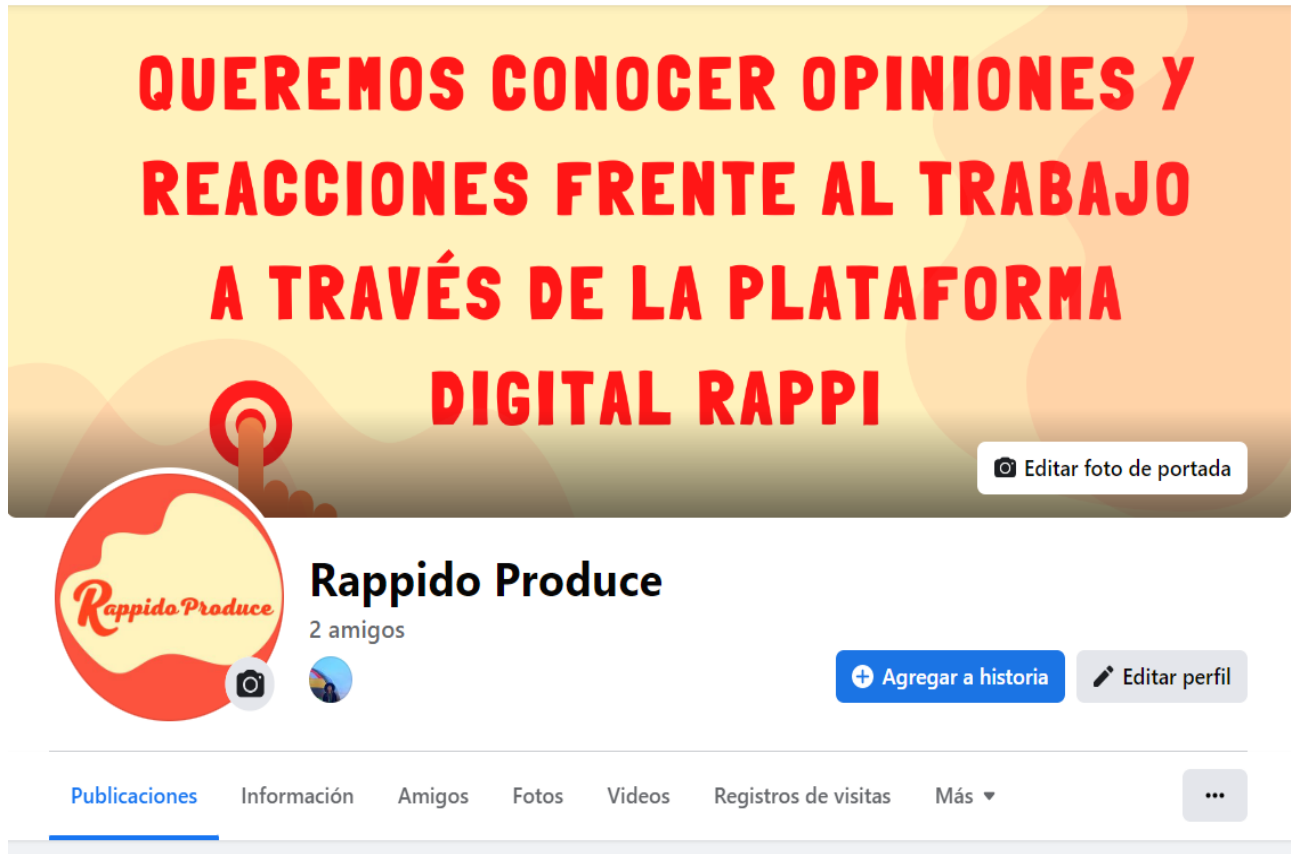 QUEREMOS CONOCER OPINIONES Y
REACCIONES FRENTE AL TRABAJO
A TRAVÉS DE LA PLATAFORMA
DIGITAL RAPPI
Editar foto de portada
Rappido Produce
Rappido Produce
2 amigos
Agregar a historia
Editar perfil
Publicaciones Información Amigos Fotos Videos Registros de visitas Más